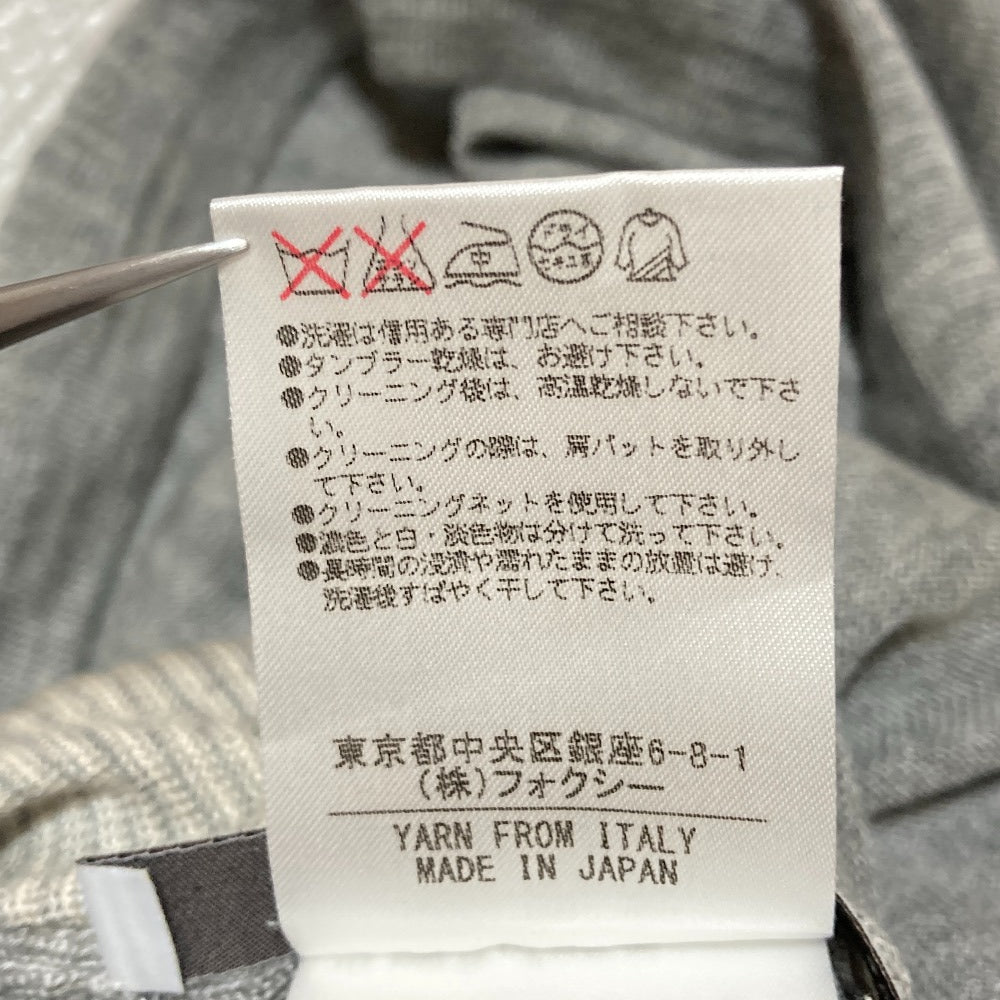 エンソ
サラシ
中
ドライ
セキユ系
●洗濯は信用ある専門店へご相談下さい。
●タンブラー乾燥は、お避け下さい。
●クリーニング後は、高温乾燥しないで下さ
い。
●クリーニングの際は、肩パットを取り外し
て下さい。
●クリーニングネットを使用して下さい。
●濃色と白・淡色物は分けて洗って下さい。
●長時間の浸漬や濡れたままの放置は避け、
洗濯後すばやく干して下さい。
東京都中央区銀座6-8-1
(株)フォクシー
YARN FROM ITALY
MADE IN JAPAN